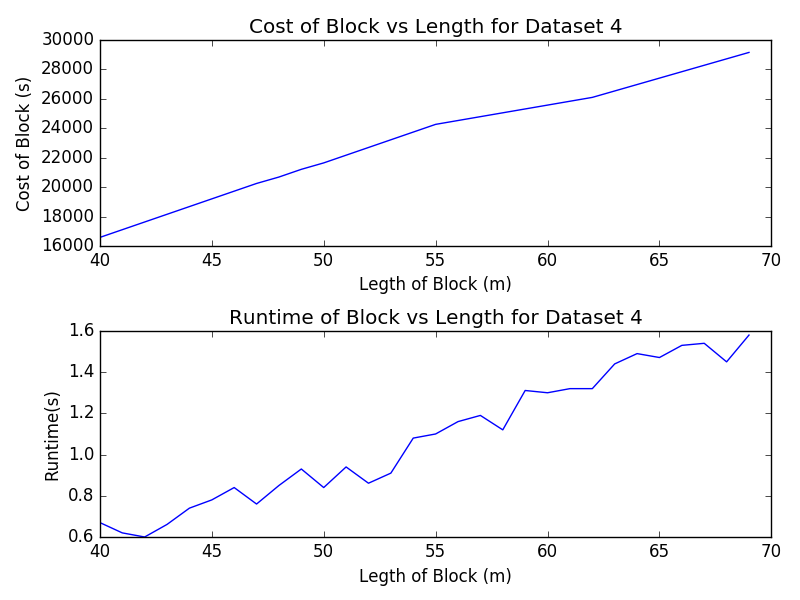 Cost of Block vs Length for Dataset 4
30000
28000
26000
24000
22000
20000
18000
16000
Cost of Block (s)
40 45 50 55 60 65 70
Legth of Block (m)
Runtime of Block vs Length for Dataset 4
1.6
1.4
1.2
1.0
0.8
0.6
Runtime(s)
40 45 50 55 60 65 70
Legth of Block (m)